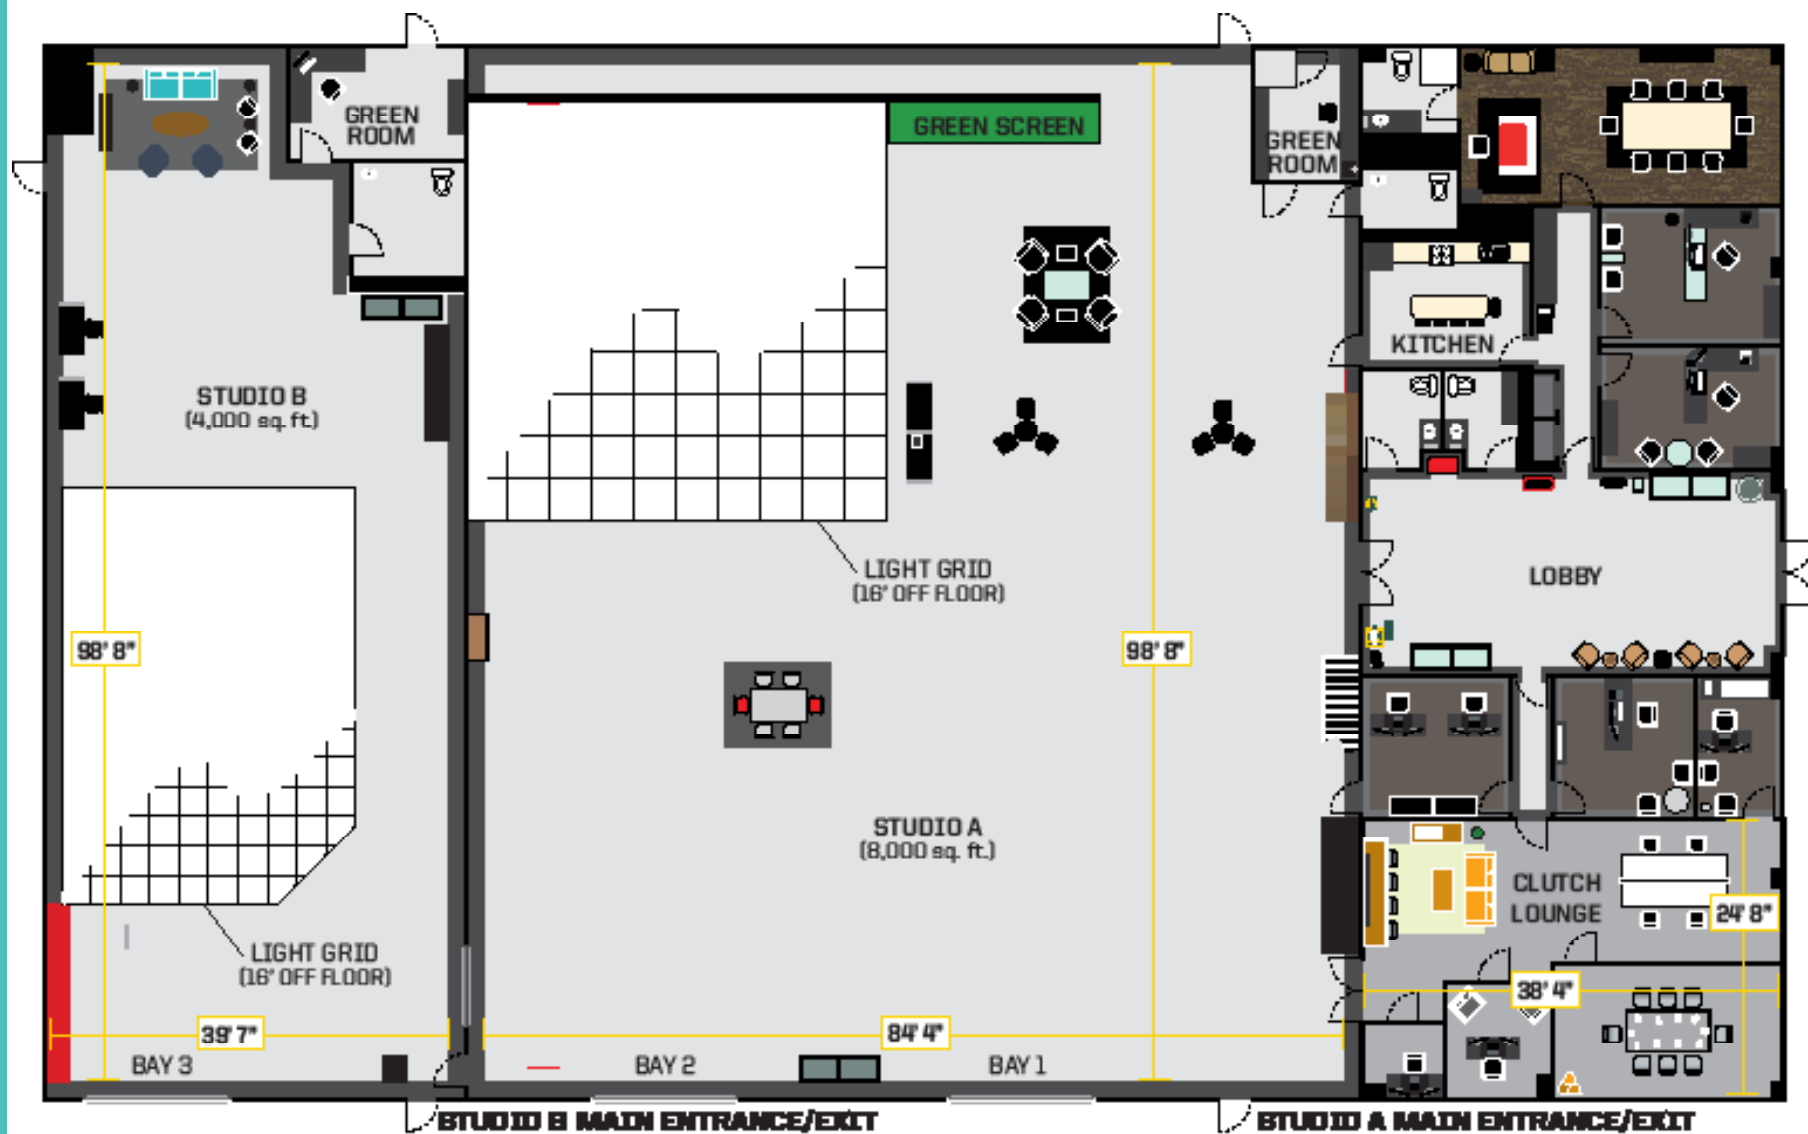 GREEN
ROOM
GREEN SCREEN
GREEN
ROOM
KITCHEN
STUDIO B
(4,000 sq. ft.)
LIGHT GRID
(16' OFF FLOOR)
LOBBY
98' 8"
98' 8"
STUDIO A
(8,000 sq. ft.)
CLUTCH
LOUNGE
24' 8"
LIGHT GRID
(16' OFF FLOOR)
38' 4"
39' 7"
84' 4"
BAY 3
BAY 2
BAY 1
STUDIO B MAIN ENTRANCE/EXIT
STUDIO A MAIN ENTRANCE/EXIT